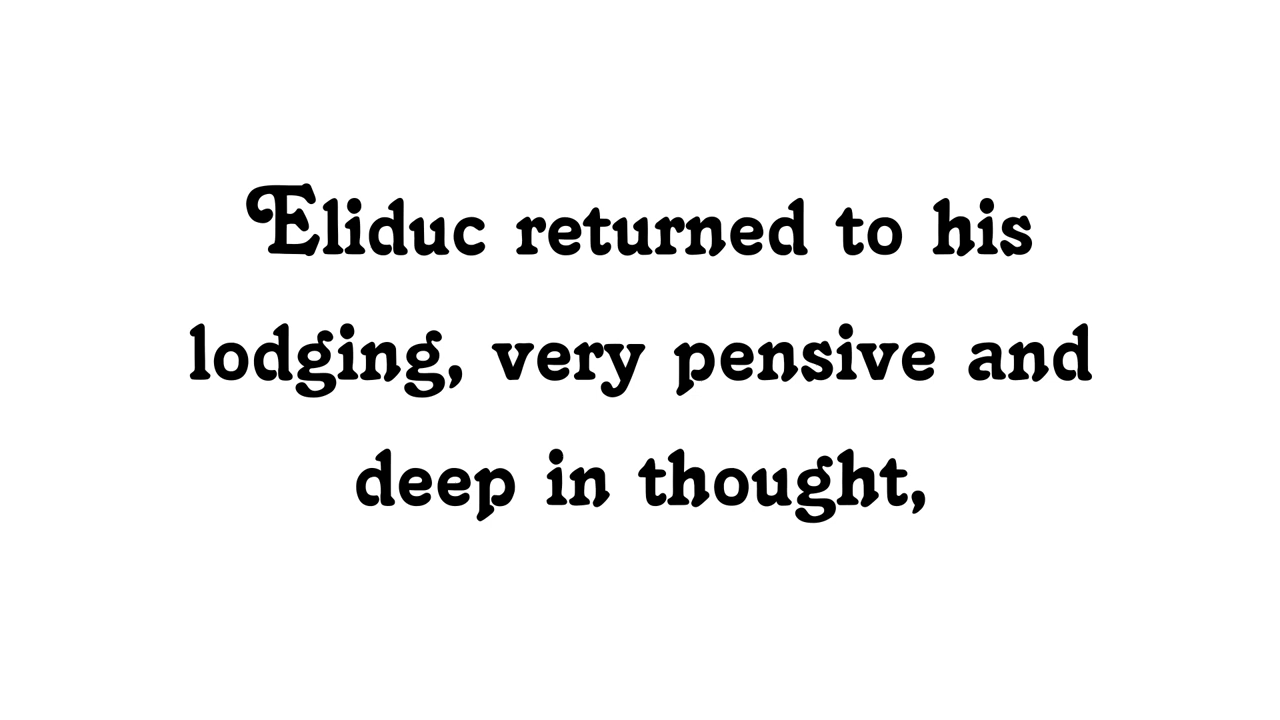 Eliduc returned to his
lodging, very pensive and
deep in thought,